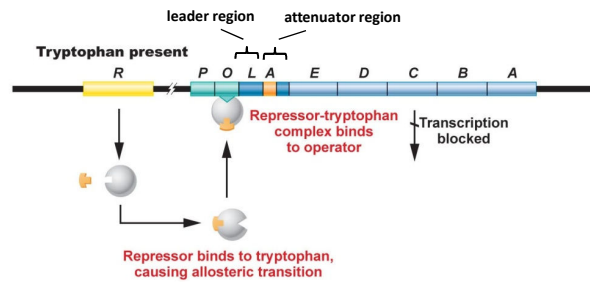 leader region
attenuator region
Tryptophan present
R
P O L A E D C B A
Repressor-tryptophan
complex binds
to operator
Transcription
blocked
Repressor binds to tryptophan,
causing allosteric transition